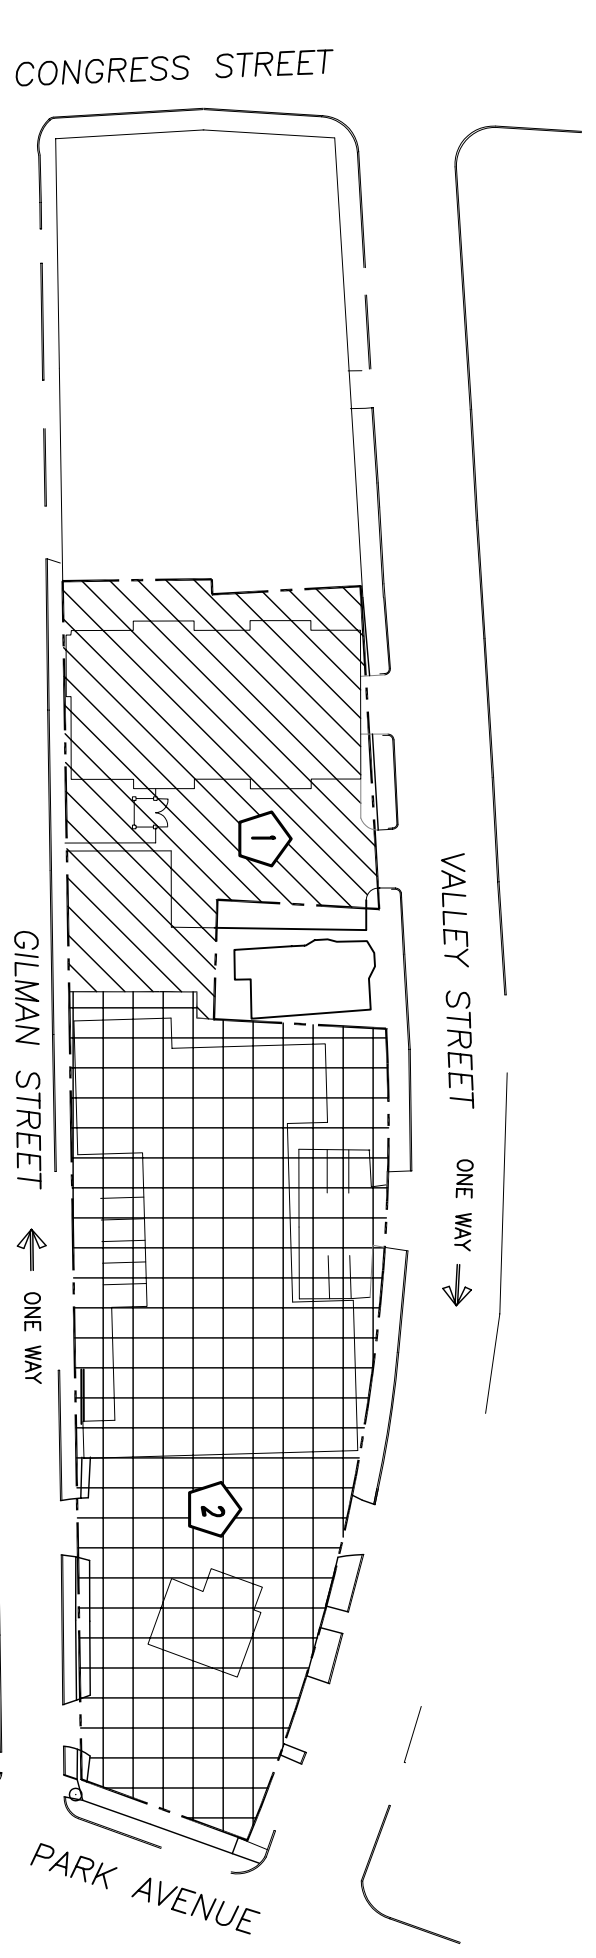 CONGRESS STREET
1
VALLEY STREET
ONE WAY
GILMAN STREET
ONE WAY
2
PARK AVENUE